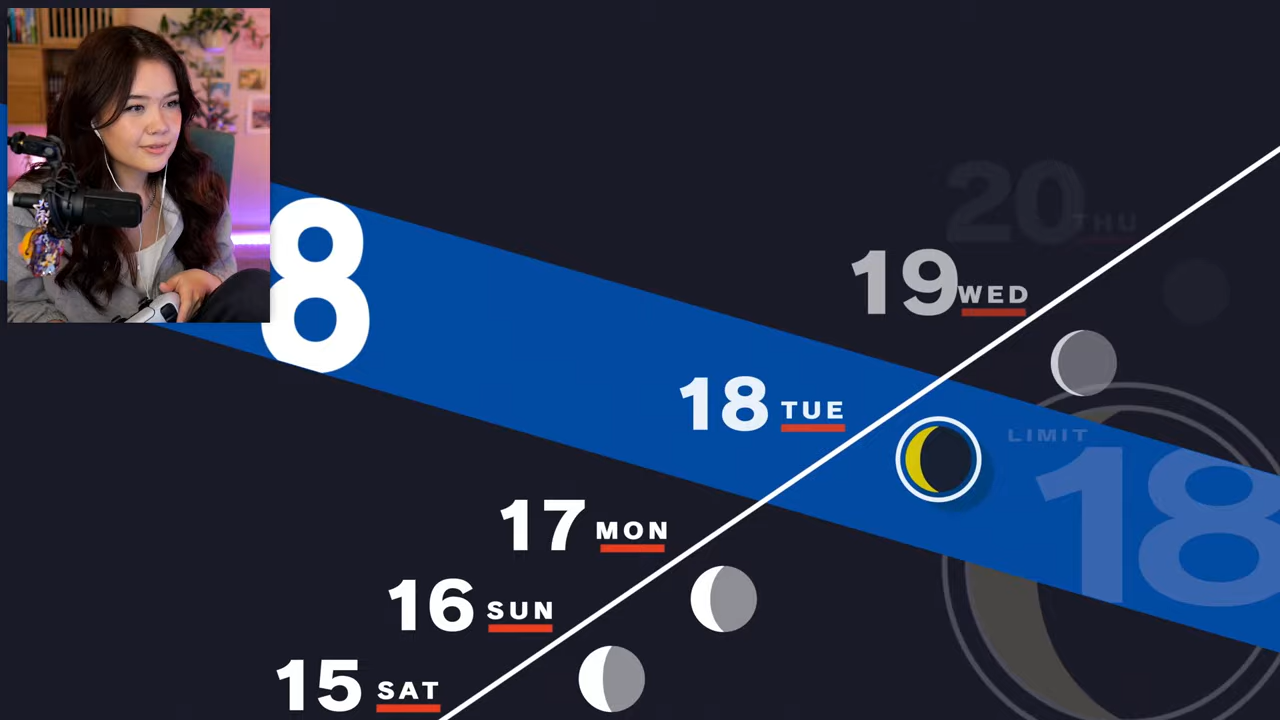 8
20 THU
19 WED
18 TUE
LIMIT
18
17 MON
16 SUN
15 SAT